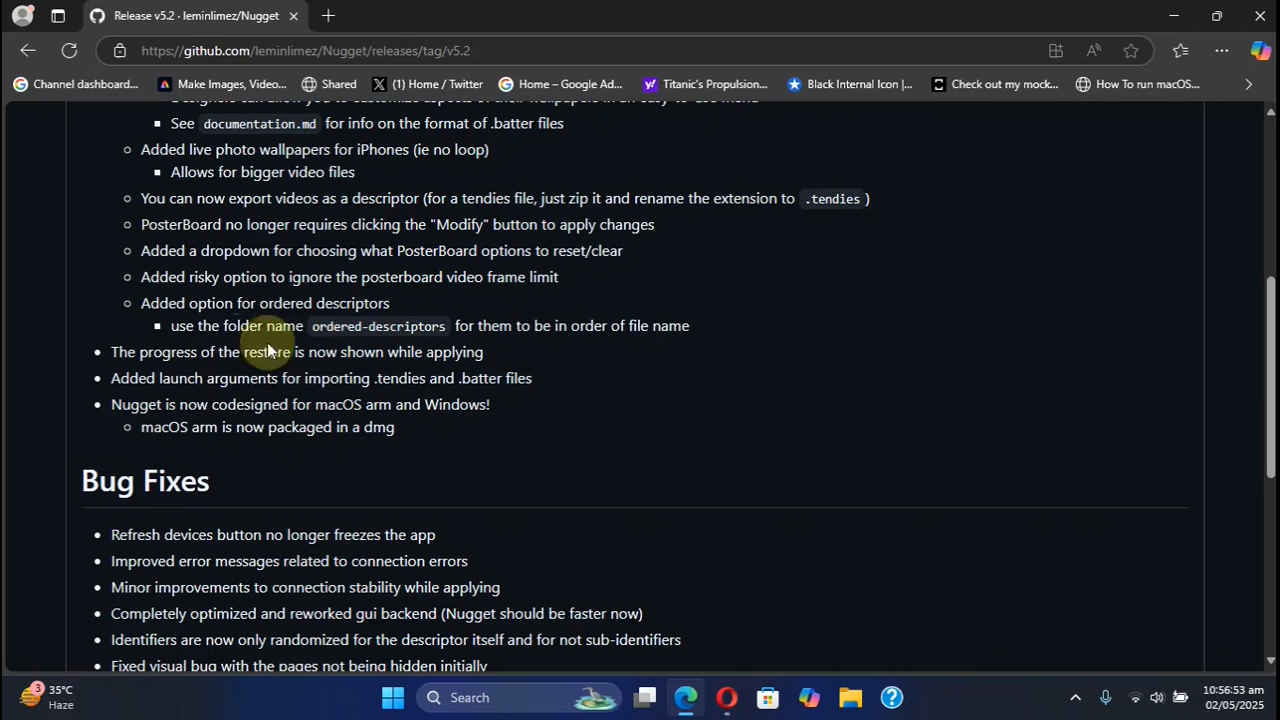 Release v5.2 · leminlimez/Nugget
https://github.com/leminlimez/Nugget/releases/tag/v5.2
Channel dashboard...
Make Images, Video...
Shared
(1) Home / Twitter
Home – Google Ad...
Titanic's Propulsion...
Black Internal Icon |...
Check out my mock...
How To run macOS...
See documentation.md for info on the format of .batter files
Added live photo wallpapers for iPhones (ie no loop)
Allows for bigger video files
You can now export videos as a descriptor (for a tendies file, just zip it and rename the extension to .tendies )
PosterBoard no longer requires clicking the "Modify" button to apply changes
Added a dropdown for choosing what PosterBoard options to reset/clear
Added risky option to ignore the posterboard video frame limit
Added option for ordered descriptors
use the folder name ordered-descriptors for them to be in order of file name
The progress of the restore is now shown while applying
Added launch arguments for importing .tendies and .batter files
Nugget is now codesigned for macOS arm and Windows!
macOS arm is now packaged in a dmg
Bug Fixes
Refresh devices button no longer freezes the app
Improved error messages related to connection errors
Minor improvements to connection stability while applying
Completely optimized and reworked gui backend (Nugget should be faster now)
Identifiers are now only randomized for the descriptor itself and for not sub-identifiers
Fixed visual bug with the pages not being hidden initially
3
35°C
Haze
Search
10:56:53 am
02/05/2025